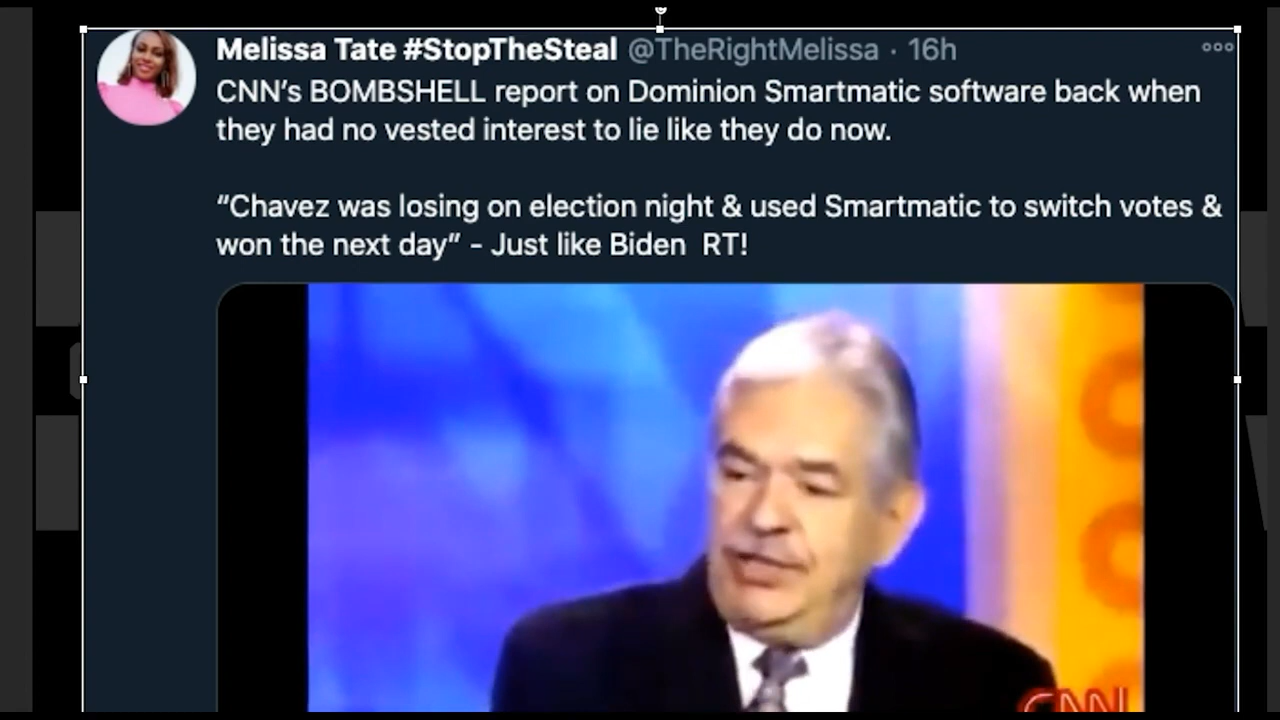 Melissa Tate #StopTheSteal @TheRightMelissa · 16h
CNN’s BOMBSHELL report on Dominion Smartmatic software back when
they had no vested interest to lie like they do now.
“Chavez was losing on election night & used Smartmatic to switch votes &
won the next day” - Just like Biden  RT!
CNN